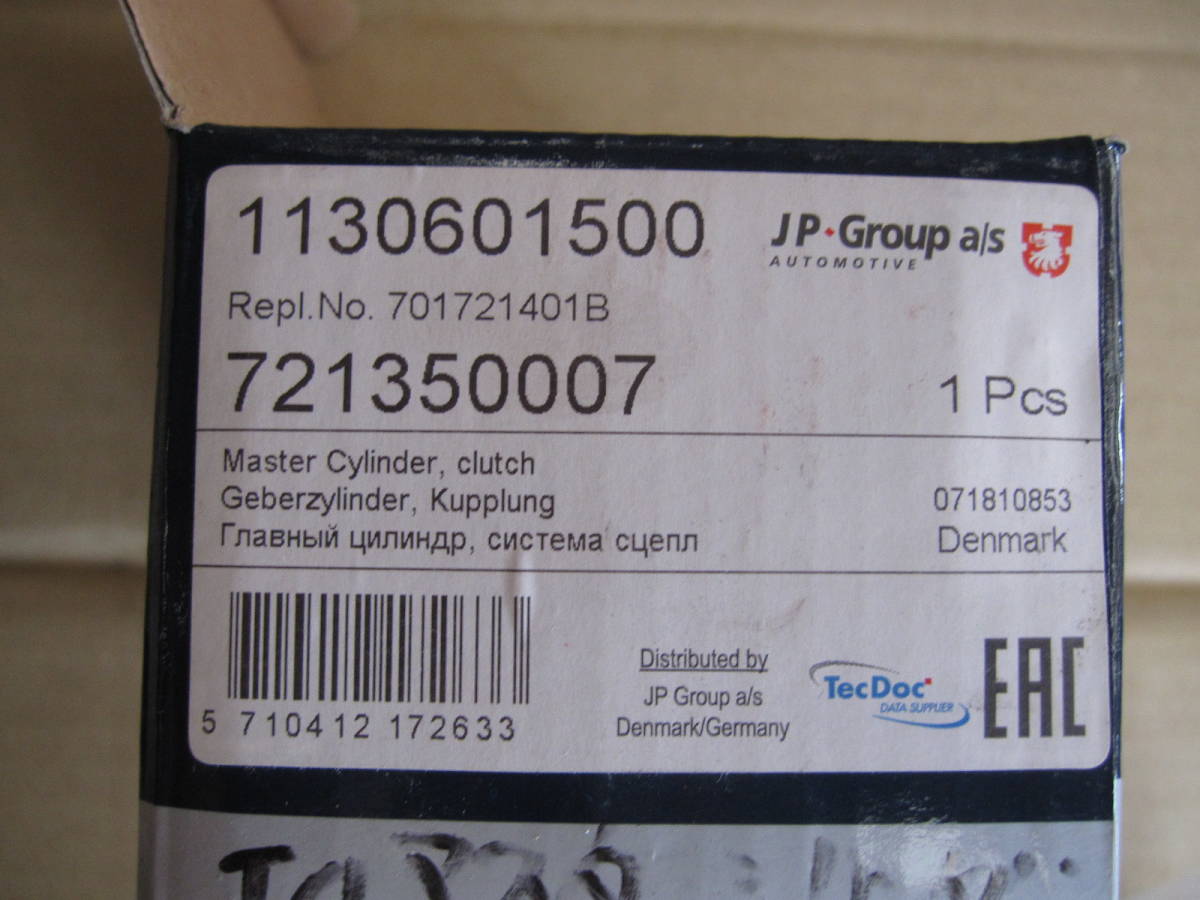 1130601500
JP Group a/s
AUTOMOTIVE
Repl.No. 701721401B
721350007
1 Pcs
Master Cylinder, clutch
Geberzylinder, Kupplung
071810853
Главный цилиндр, система сцепл
Denmark
Distributed by
JP Group a/s
Denmark/Germany
TecDoc
DATA SUPPLIER
EAC
5 710412 172633